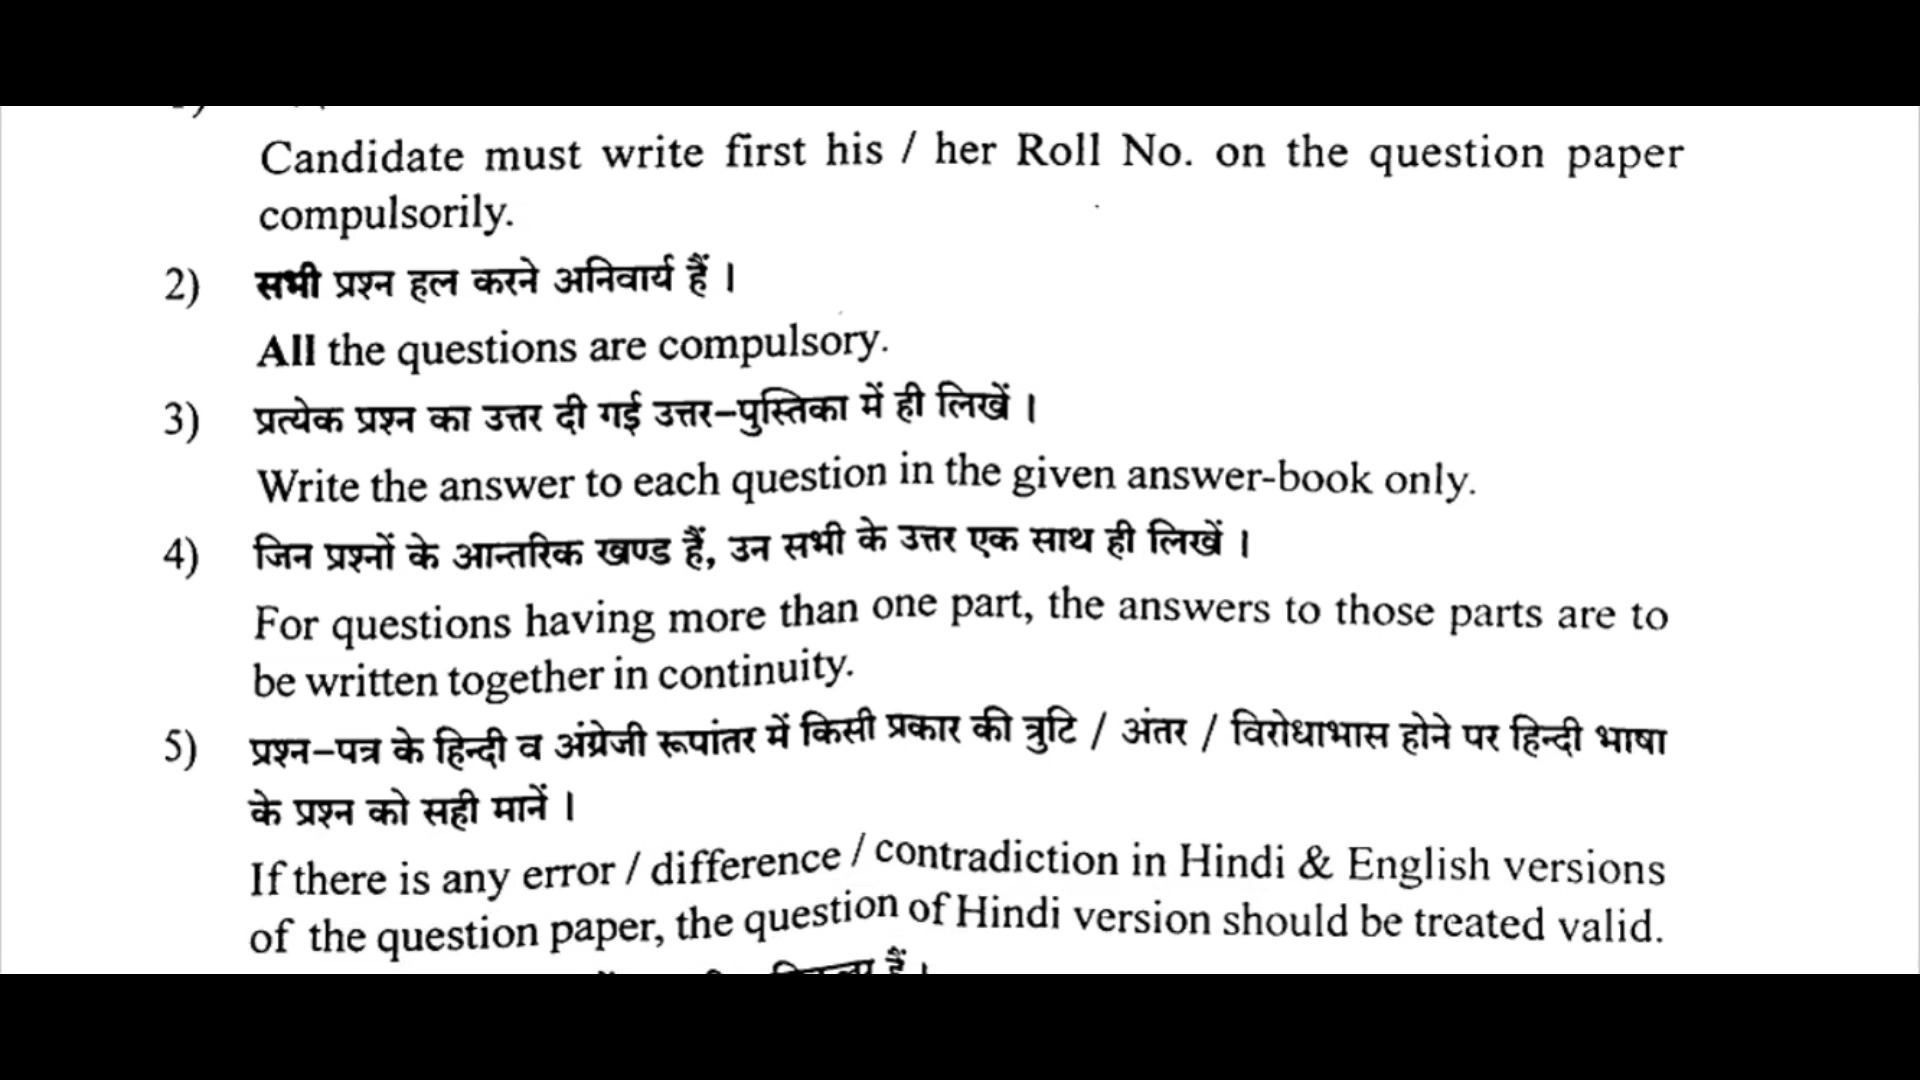 Candidate must write first his / her Roll No. on the question paper
compulsorily.
2) सभी प्रश्न हल करने अनिवार्य हैं ।
All the questions are compulsory.
3) प्रत्येक प्रश्न का उत्तर दी गई उत्तर-पुस्तिका में ही लिखें ।
Write the answer to each question in the given answer-book only.
4) जिन प्रश्नों के आन्तरिक खण्ड हैं, उन सभी के उत्तर एक साथ ही लिखें ।
For questions having more than one part, the answers to those parts are to
be written together in continuity.
5) प्रश्न-पत्र के हिन्दी व अंग्रेजी रूपांतर में किसी प्रकार की त्रुटि / अंतर / विरोधाभास होने पर हिन्दी भाषा
के प्रश्न को सही मानें ।
If there is any error / difference / contradiction in Hindi & English versions
of the question paper, the question of Hindi version should be treated valid.